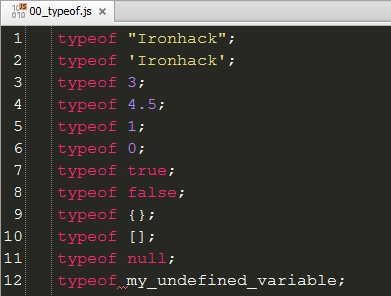 00_typeof.js ×
1 typeof "Ironhack";
2 typeof 'Ironhack';
3 typeof 3;
4 typeof 4.5;
5 typeof 1;
6 typeof 0;
7 typeof true;
8 typeof false;
9 typeof {};
10 typeof [];
11 typeof null;
12 typeof my_undefined_variable;